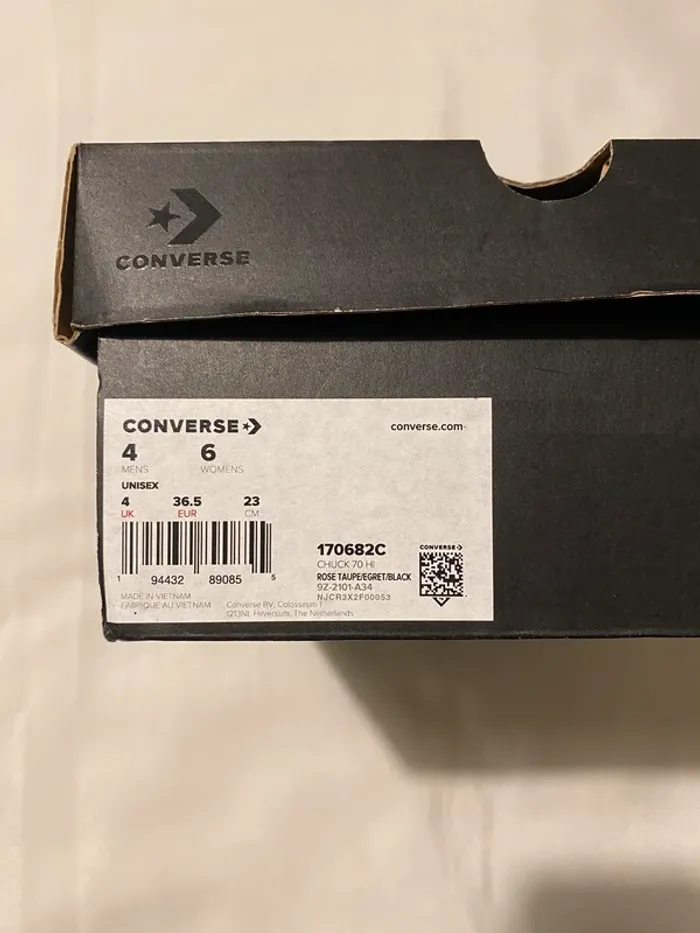 CONVERSE
CONVERSE
converse.com
4 6
MENS WOMENS
UNISEX
4 36.5 23
UK EUR CM
1 94432 89085 5
170682C
CHUCK 70 HI
ROSE TAUPE/EGRET/BLACK
9Z-2101-A34
NJCR3X2F00053
CONVERSE
MADE IN VIETNAM
FABRIQUE AU VIETNAM
Converse BV, Colosseum 1
1213NL Hilversum, The Netherlands